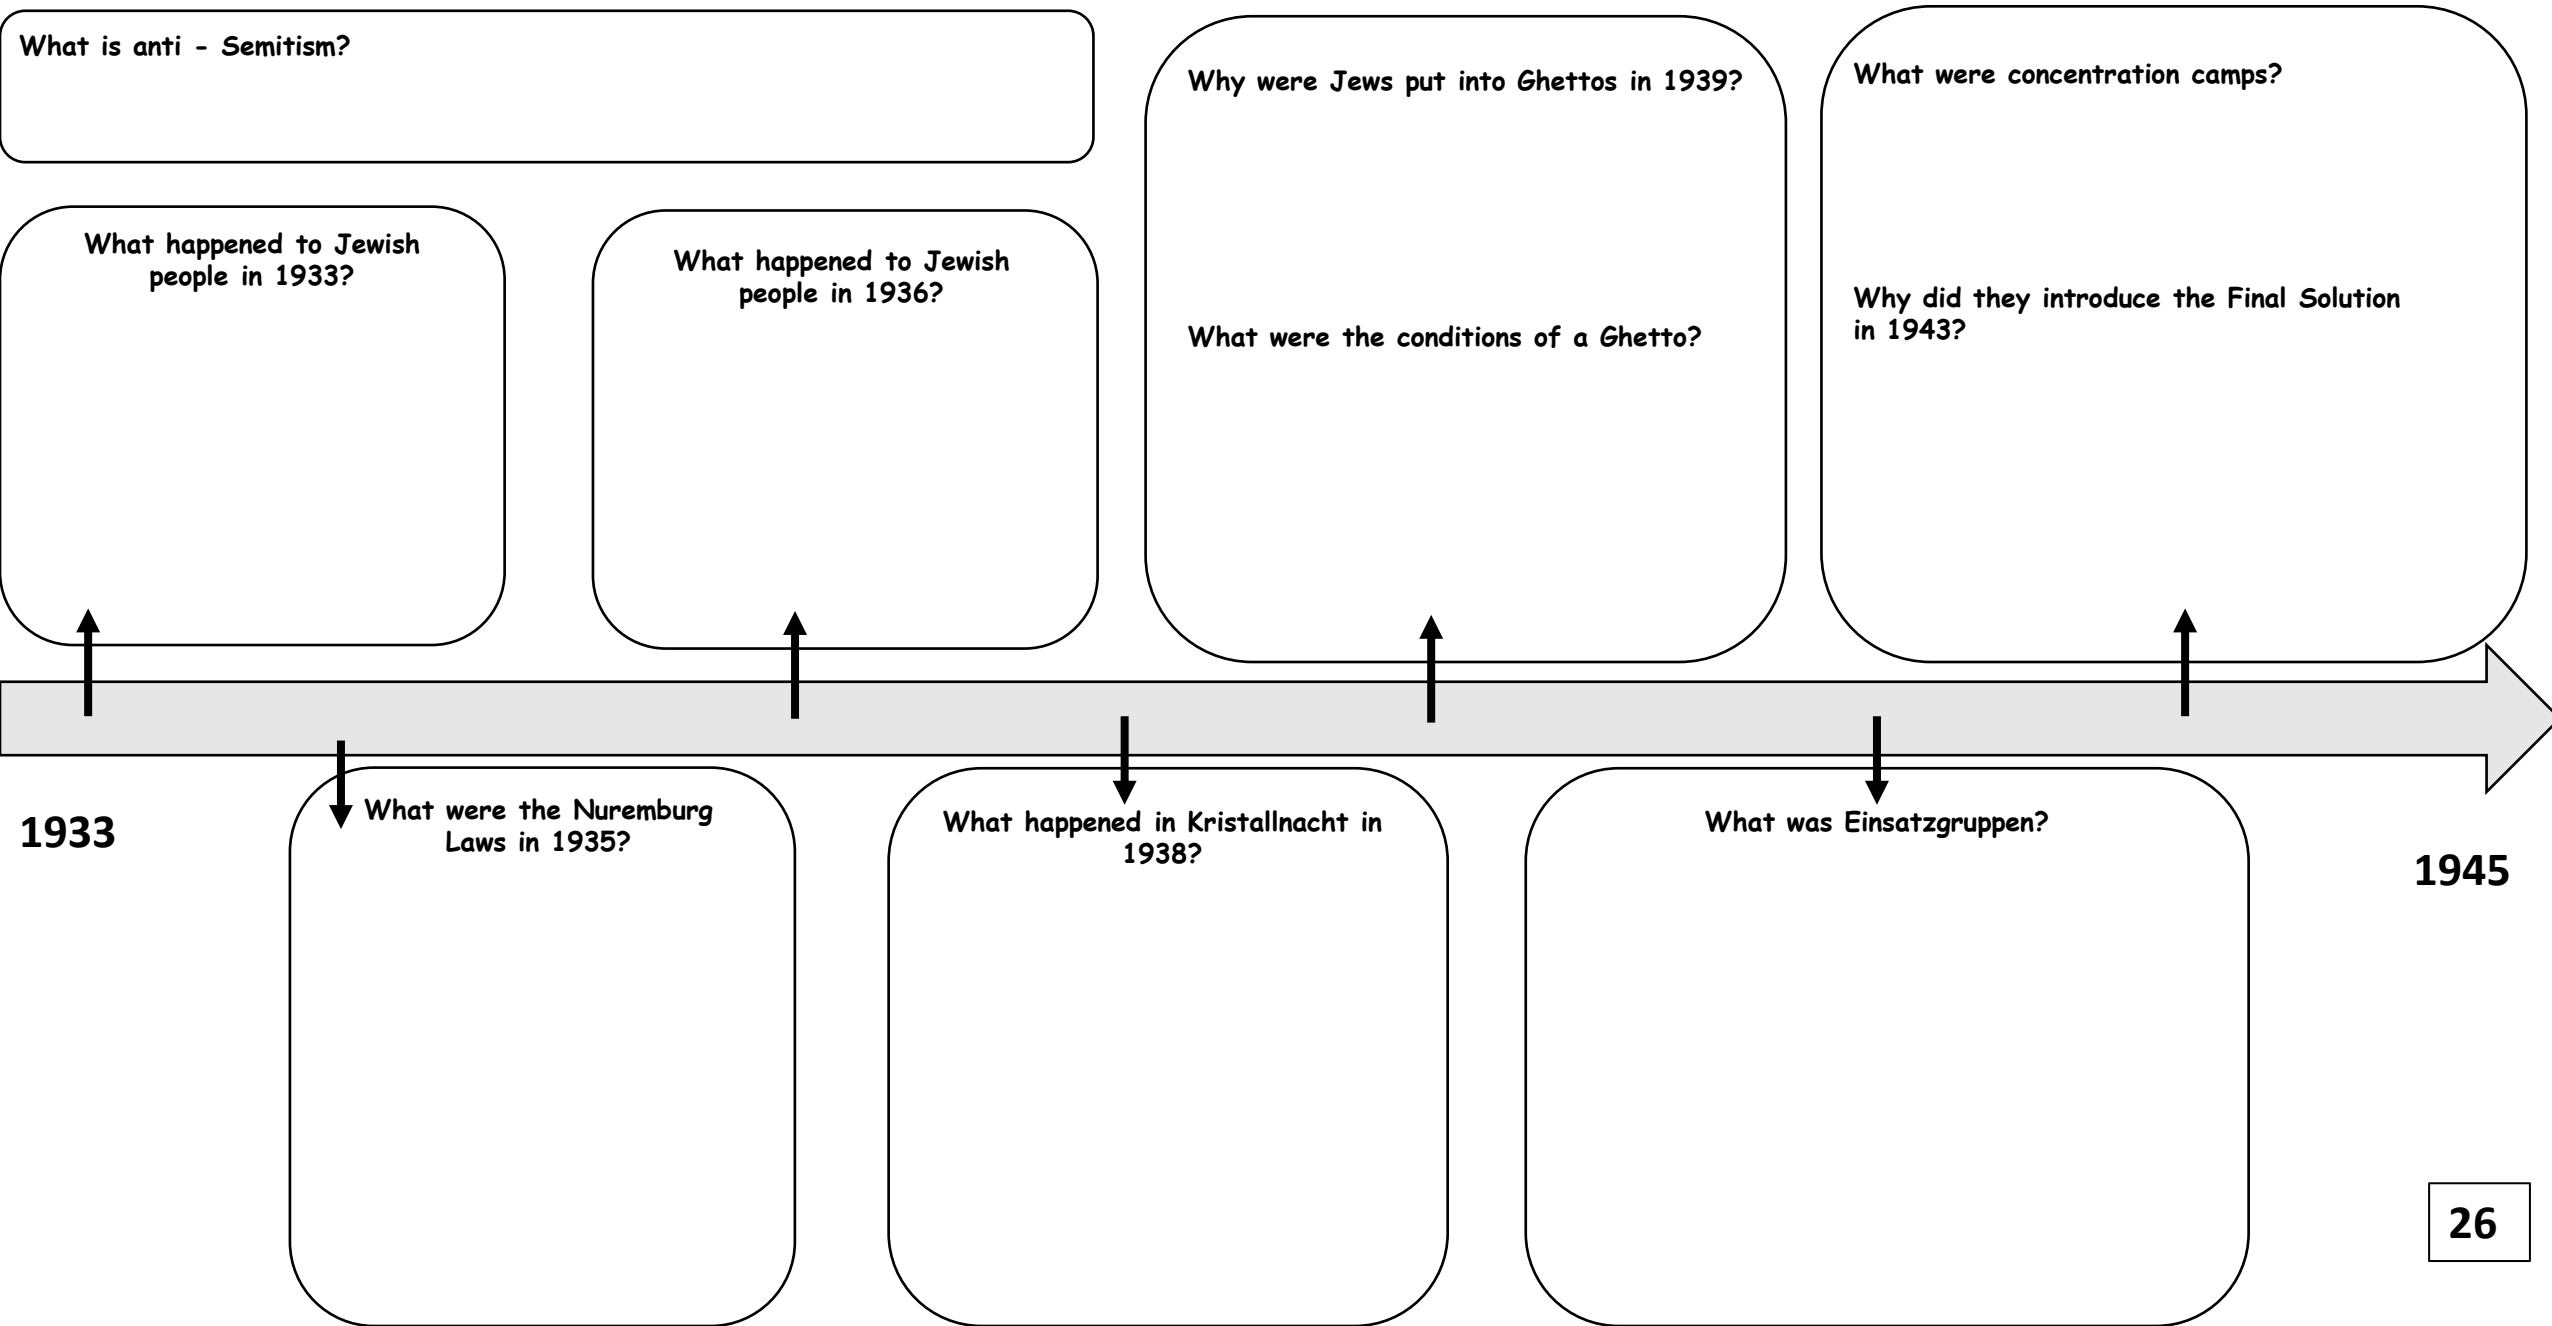 What is anti - Semitism?
What happened to Jewish
people in 1933?
What happened to Jewish
people in 1936?
Why were Jews put into Ghettos in 1939?
What were the conditions of a Ghetto?
What were concentration camps?
Why did they introduce the Final Solution
in 1943?
1933
What were the Nuremburg
Laws in 1935?
What happened in Kristallnacht in
1938?
What was Einsatzgruppen?
1945
26